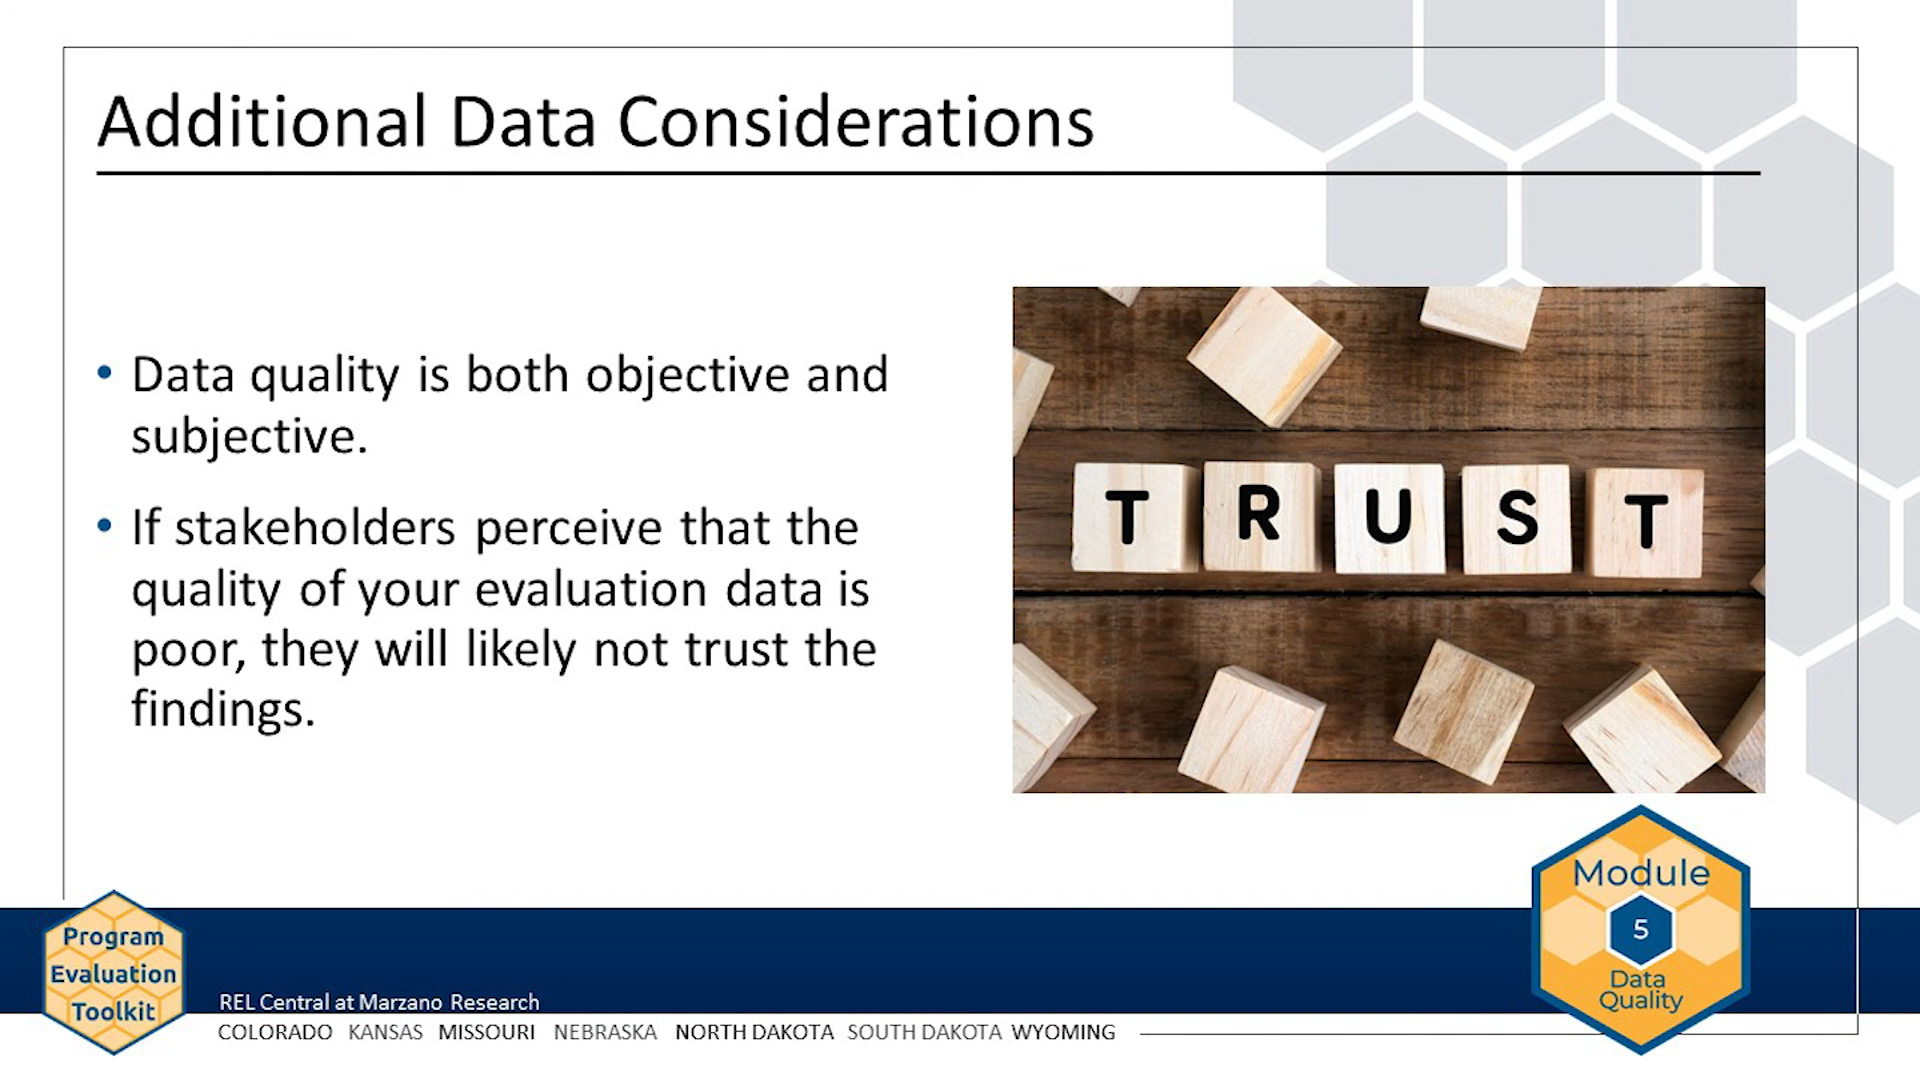 Additional Data Considerations
• Data quality is both objective and
subjective.
• If stakeholders perceive that the
quality of your evaluation data is
poor, they will likely not trust the
findings.
T R U S T
Module
5
Data
Quality
Program
Evaluation
Toolkit
REL Central at Marzano Research
COLORADO KANSAS MISSOURI NEBRASKA NORTH DAKOTA SOUTH DAKOTA WYOMING